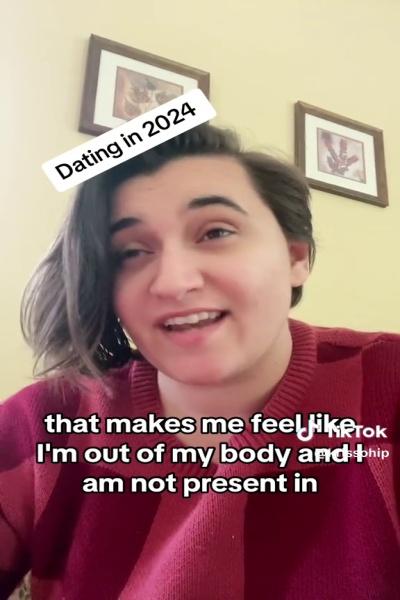 Dating in 2024
that makes me feel like
I'm out of my body and I
am not present in
TikTok